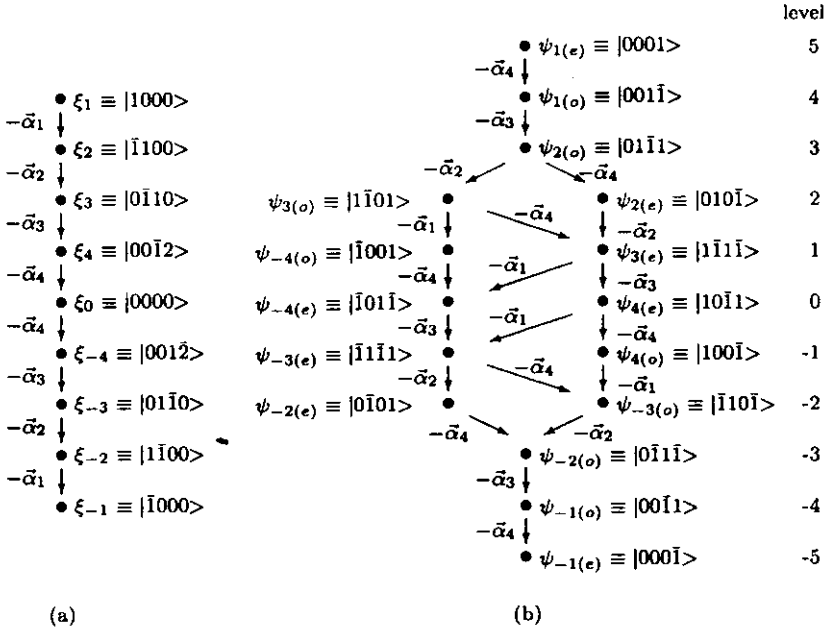 level
ψ1(e) ≡ |0001> 5
−α⃗4
ξ1 ≡ |1000> ψ1(o) ≡ |0011̄> 4
−α⃗1 −α⃗3
ξ2 ≡ |1̄100> ψ2(o) ≡ |011̄1> 3
−α⃗2 −α⃗2 −α⃗4
ξ3 ≡ |01̄10> ψ3(o) ≡ |11̄01> ψ2(e) ≡ |0101̄> 2
−α⃗3 −α⃗1 −α⃗4 −α⃗2
ξ4 ≡ |001̄2> ψ−4(o) ≡ |1̄001> ψ3(e) ≡ |11̄11̄> 1
−α⃗4 −α⃗4 −α⃗1 −α⃗3
ξ0 ≡ |0000> ψ−4(e) ≡ |1̄011̄> ψ4(e) ≡ |101̄1> 0
−α⃗4 −α⃗3 −α⃗1 −α⃗4
ξ−4 ≡ |0012̄> ψ−3(e) ≡ |1̄11̄1> ψ4(o) ≡ |1001̄> -1
−α⃗3 −α⃗2 −α⃗4 −α⃗1
ξ−3 ≡ |011̄0> ψ−2(e) ≡ |01̄01> ψ−3(o) ≡ |1̄101̄> -2
−α⃗2 −α⃗4 −α⃗2
ξ−2 ≡ |11̄00> ψ−2(o) ≡ |01̄11̄> -3
−α⃗1 −α⃗3
ξ−1 ≡ |1̄000> ψ−1(o) ≡ |001̄1> -4
−α⃗4
ψ−1(e) ≡ |0001̄> -5
(a) (b)